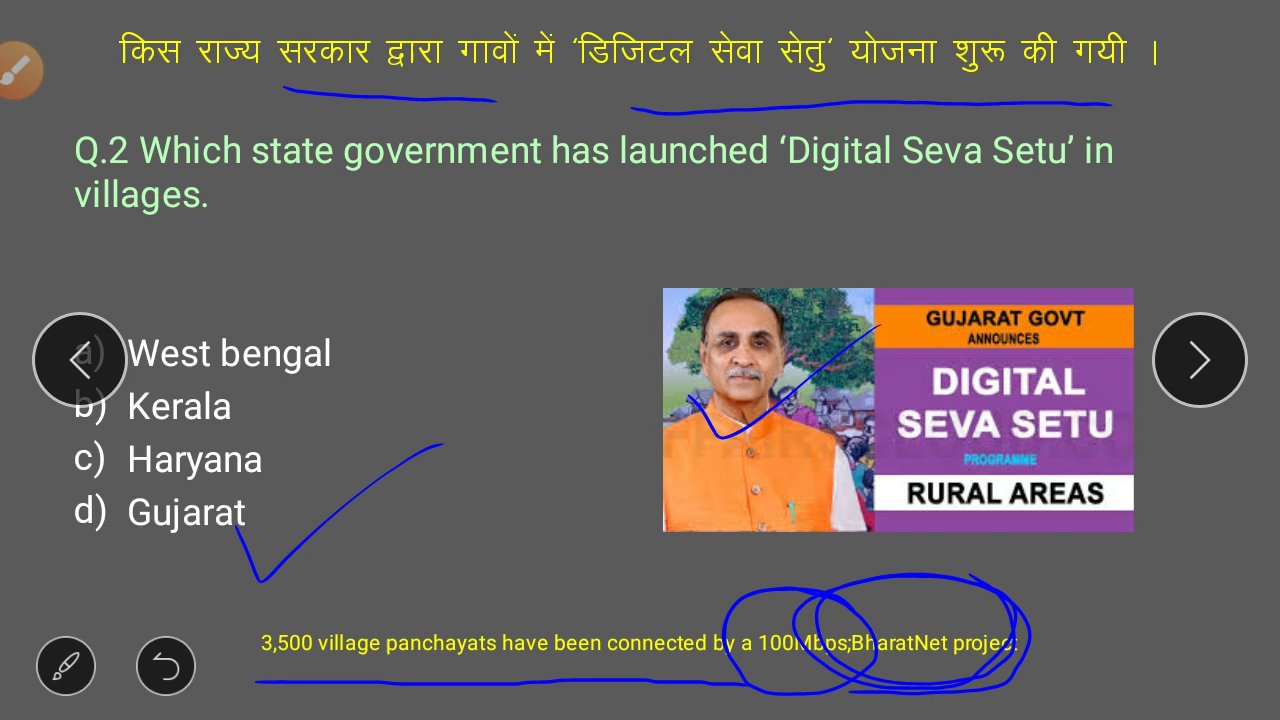 किस राज्य सरकार द्वारा गावों में 'डिजिटल सेवा सेतु' योजना शुरू की गयी ।
Q.2 Which state government has launched ‘Digital Seva Setu’ in
villages.
a) West bengal
b) Kerala
c) Haryana
d) Gujarat
GUJARAT GOVT
ANNOUNCES
DIGITAL
SEVA SETU
PROGRAMME
RURAL AREAS
3,500 village panchayats have been connected by a 100Mbps;BharatNet project